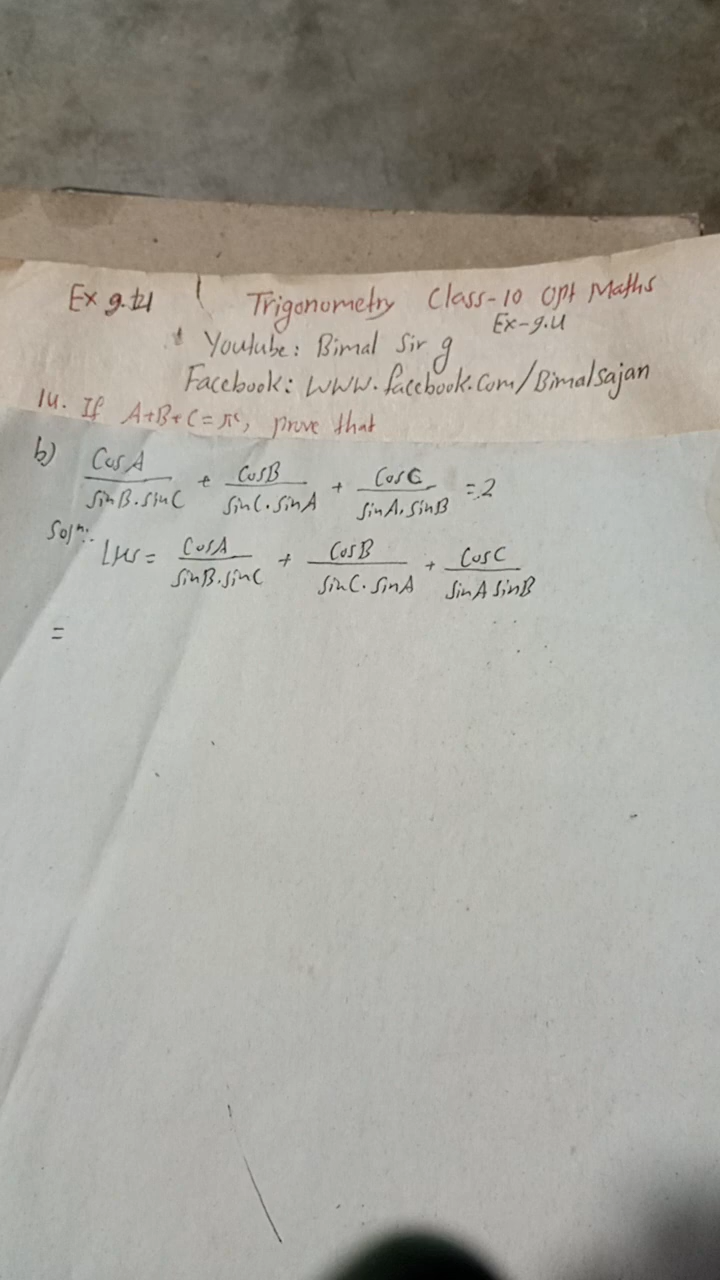 Ex 9.4 Trigonometry Class-10 Opt Maths
Ex-9.4
Youtube: Bimal Sir g
Facebook: WWW.facebook.Com/Bimalsajan
14. If A+B+C=πᶜ, prove that
b) CosA/SinB.SinC + CosB/SinC.SinA + CosC/SinA.SinB = 2
Solⁿ:. LHS = CosA/SinB.SinC + CosB/SinC.SinA + CosC/SinA SinB
=